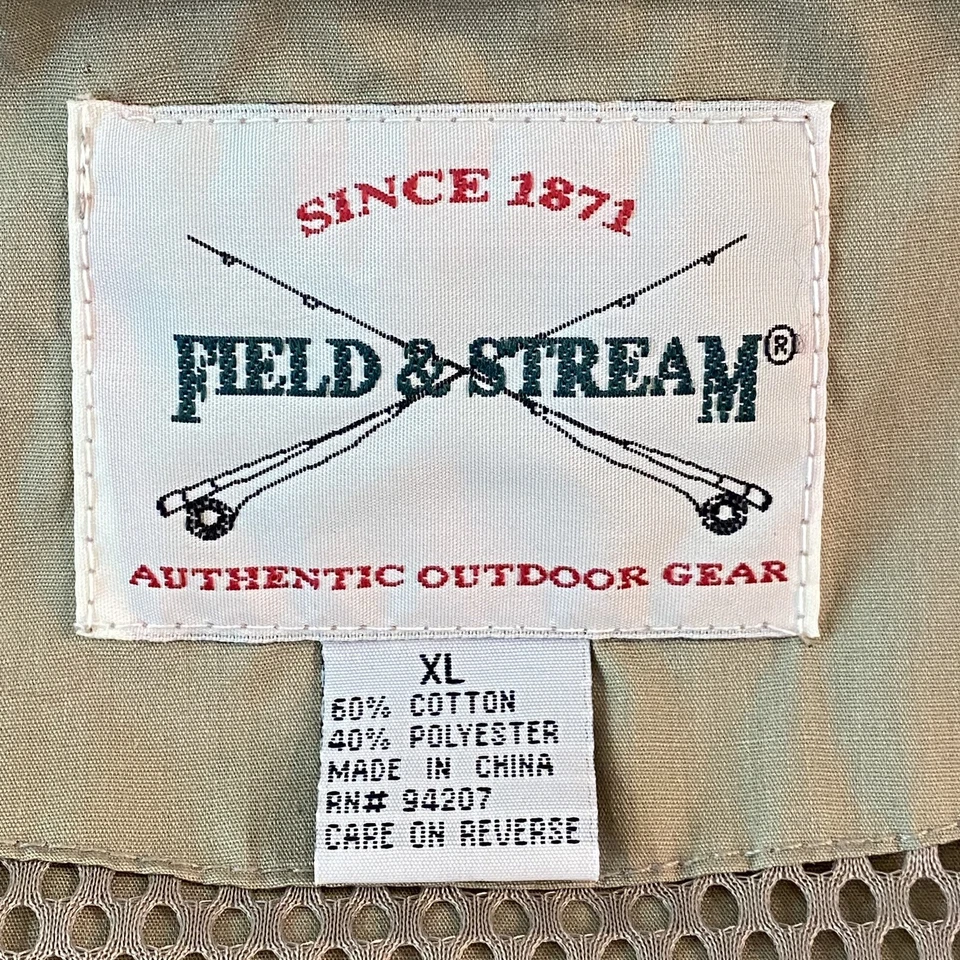 SINCE 1871
FIELD & STREAM®
AUTHENTIC OUTDOOR GEAR
XL
60% COTTON
40% POLYESTER
MADE IN CHINA
RN# 94207
CARE ON REVERSE